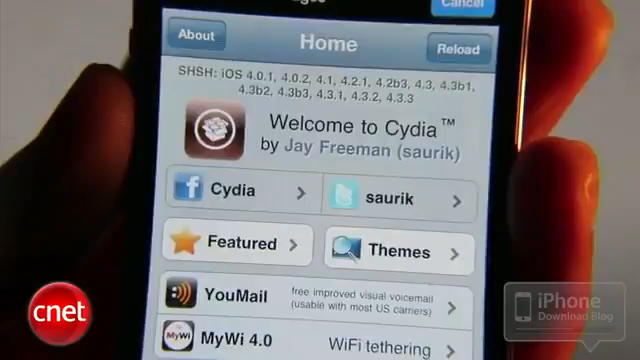 Cancel
About
Home
Reload
SHSH: iOS 4.0.1, 4.0.2, 4.1, 4.2.1, 4.2b3, 4.3, 4.3b1,
4.3b2, 4.3b3, 4.3.1, 4.3.2, 4.3.3
Welcome to Cydia™
by Jay Freeman (saurik)
Cydia
saurik
Featured
Themes
YouMail
free improved visual voicemail
(usable with most US carriers)
MyWi
MyWi 4.0
WiFi tethering
cnet
iPhone
Download Blog